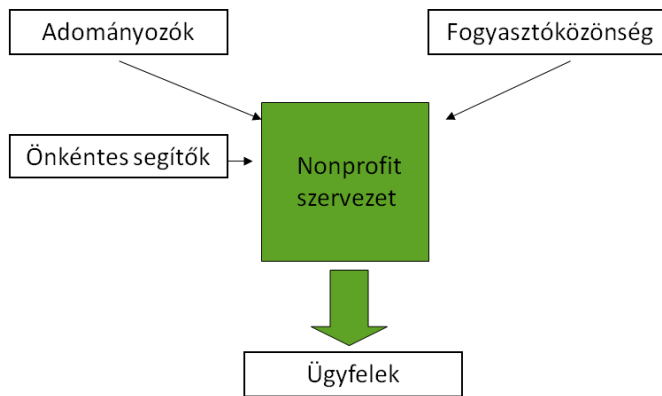 Adományozók
Fogyasztóközönség
Önkéntes segítők
Nonprofit
szervezet
Ügyfelek